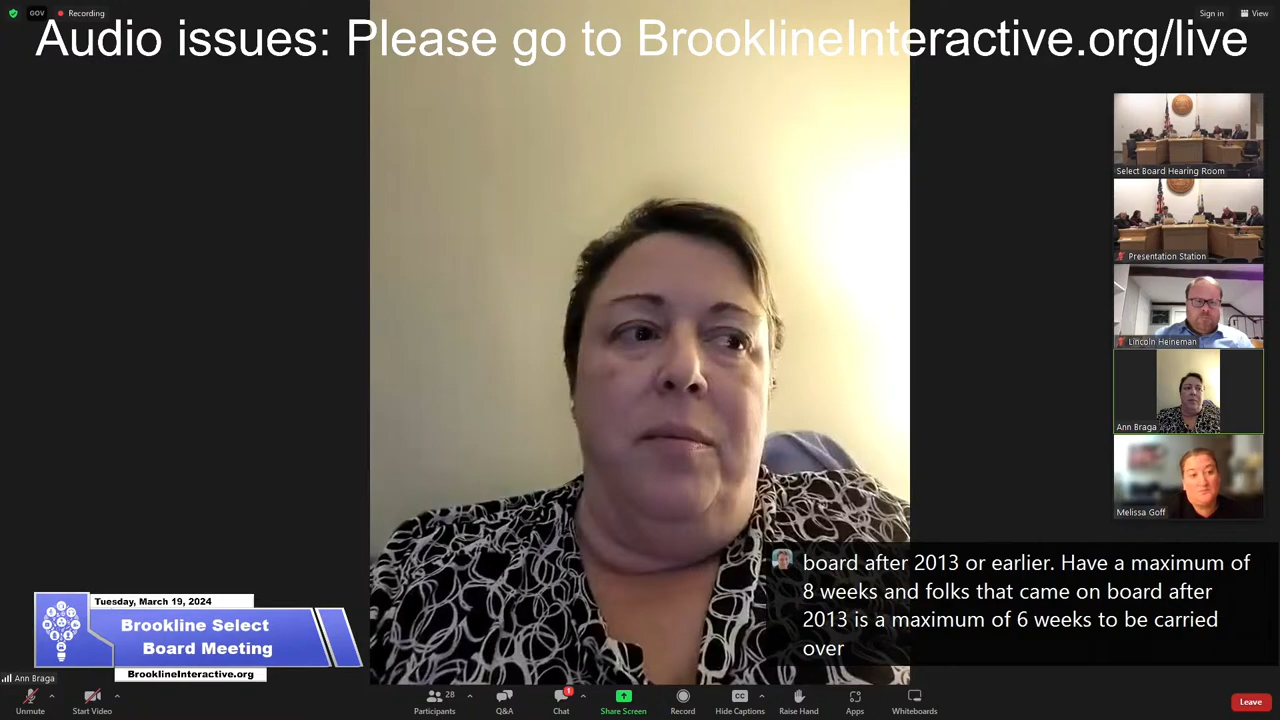 GOV
Recording
Sign in
View
Audio issues: Please go to BrooklineInteractive.org/live
Select Board Hearing Room
Presentation Station
Lincoln Heineman
Ann Braga
Melissa Goff
board after 2013 or earlier. Have a maximum of
8 weeks and folks that came on board after
2013 is a maximum of 6 weeks to be carried
over
Tuesday, March 19, 2024
Brookline Select
Board Meeting
BrooklineInteractive.org
Ann Braga
Unmute
Start Video
Participants
28
Q&A
Chat
1
Share Screen
Record
CC
Hide Captions
Raise Hand
Apps
Whiteboards
Leave